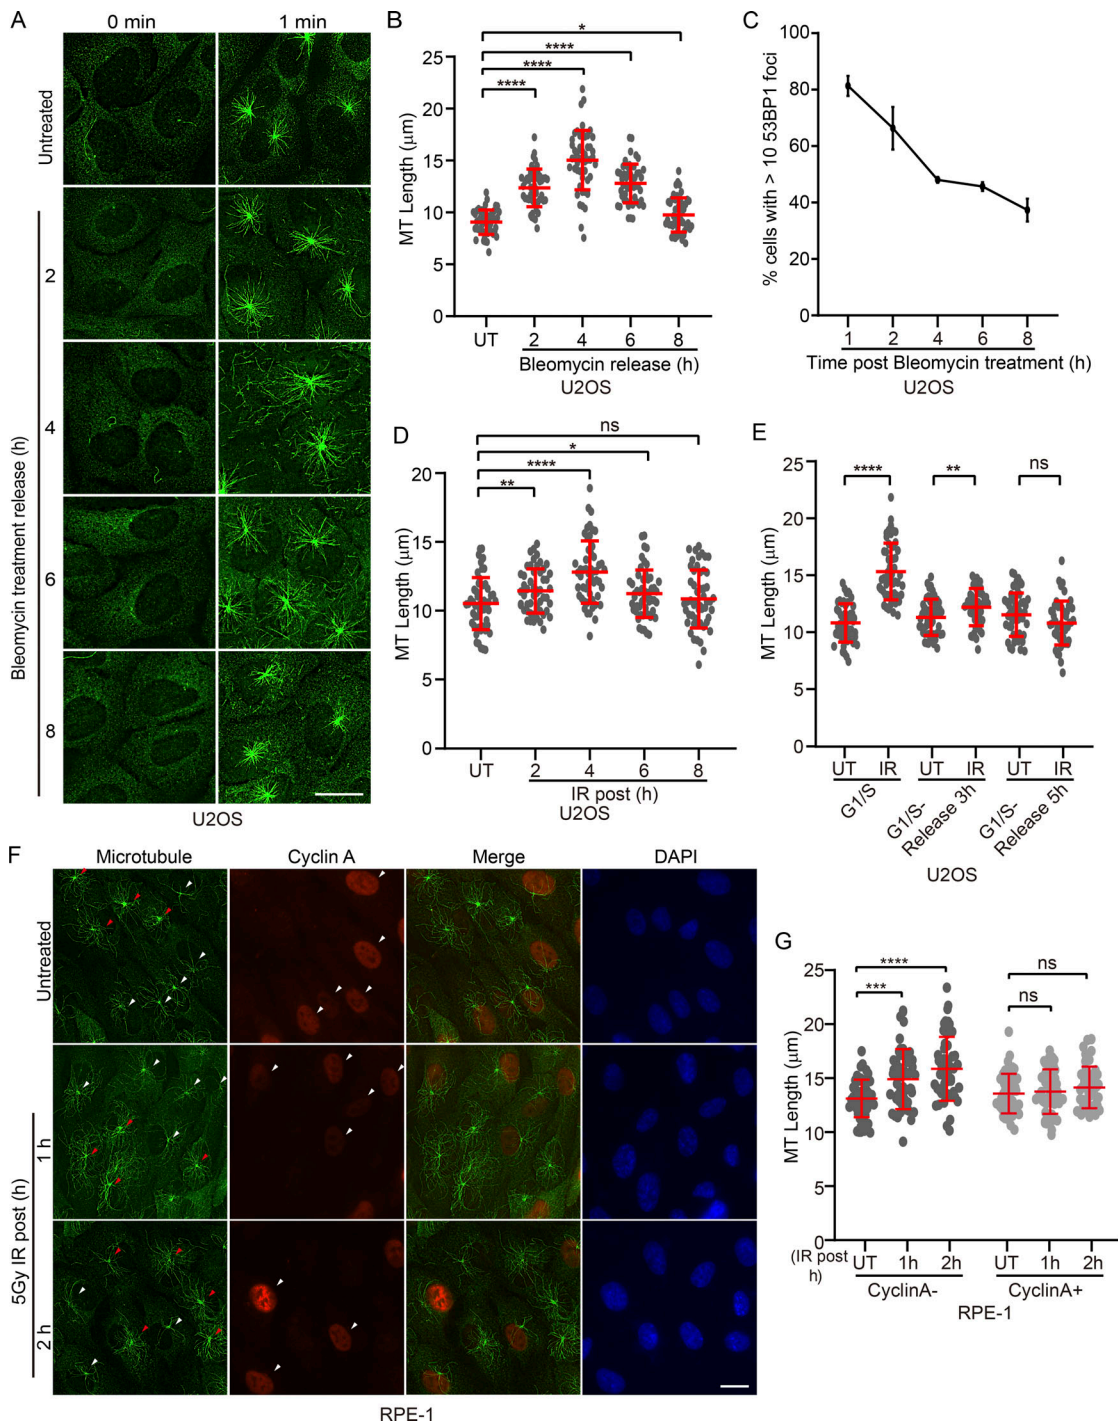 A
0 min
1 min
Untreated
2
4
6
8
Bleomycin treatment release (h)
U2OS
B
MT Length (μm)
25
20
15
10
5
0
*
****
****
****
UT
2
4
6
8
Bleomycin release (h)
U2OS
C
% cells with > 10 53BP1 foci
100
80
60
40
20
0
1
2
4
6
8
Time post Bleomycin treatment (h)
U2OS
D
MT Length (μm)
20
15
10
5
0
ns
*
****
**
UT
2
4
6
8
IR post (h)
U2OS
E
MT Length (μm)
25
20
15
10
5
0
****
**
ns
UT
IR
UT
IR
UT
IR
G1/S
G1/S-
Release 3h
G1/S-
Release 5h
U2OS
F
Microtubule
Cyclin A
Merge
DAPI
Untreated
1 h
2 h
5Gy IR post (h)
RPE-1
G
MT Length (μm)
25
20
15
10
5
0
****
***
ns
ns
(IR post
h)
UT
1h
2h
UT
1h
2h
CyclinA-
CyclinA+
RPE-1